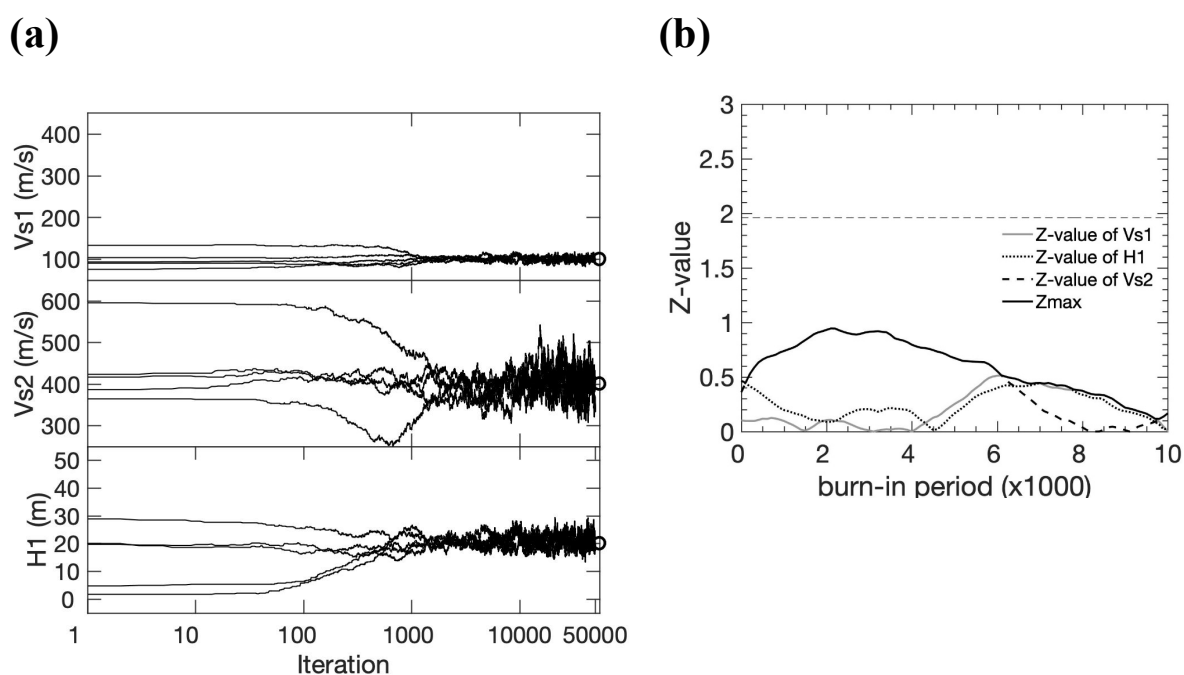 (a)
400
300
200
100
Vs1 (m/s)
600
500
400
300
Vs2 (m/s)
50
40
30
20
10
0
H1 (m)
1 10 100 1000 10000 50000
Iteration
(b)
3
2.5
2
1.5
1
0.5
0
Z-value
Z-value of Vs1
Z-value of H1
Z-value of Vs2
Zmax
0 2 4 6 8 10
burn-in period (x1000)